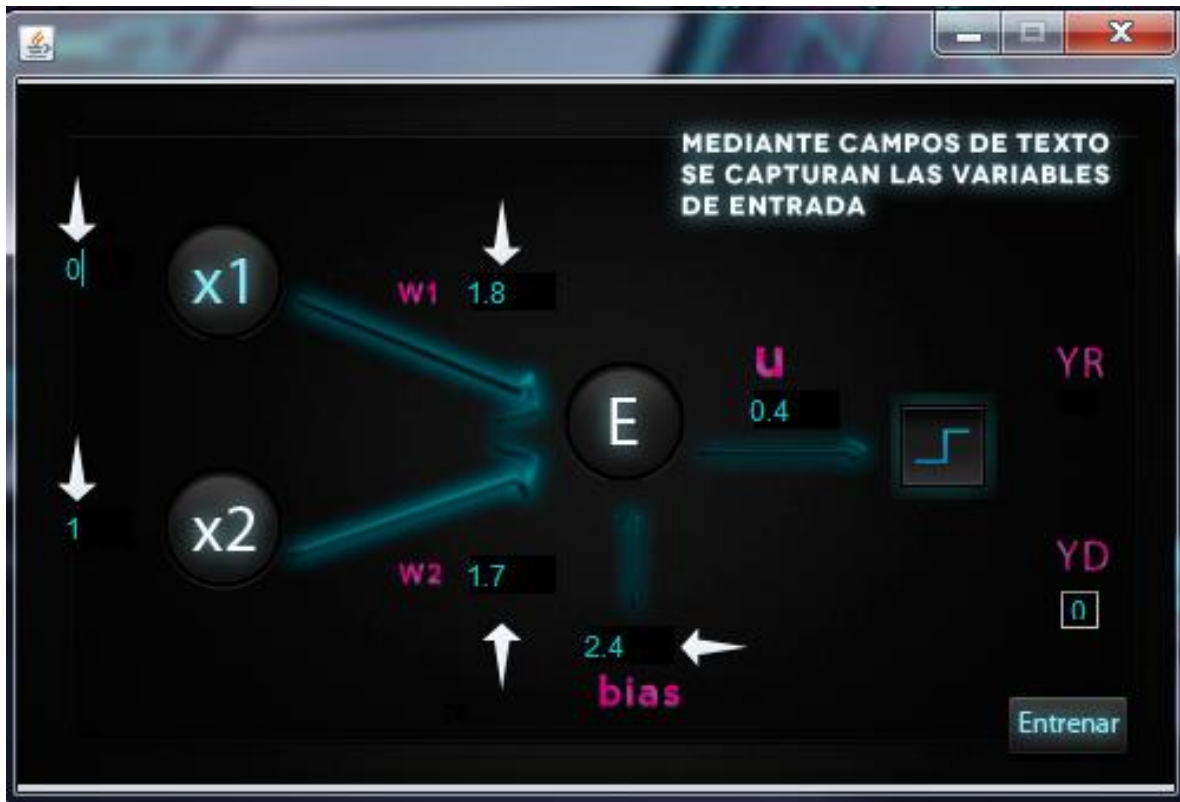 MEDIANTE CAMPOS DE TEXTO
SE CAPTURAN LAS VARIABLES
DE ENTRADA
0
x1
W1 1.8
u
0.4
YR
E
1
x2
W2 1.7
2.4
bias
YD
0
Entrenar